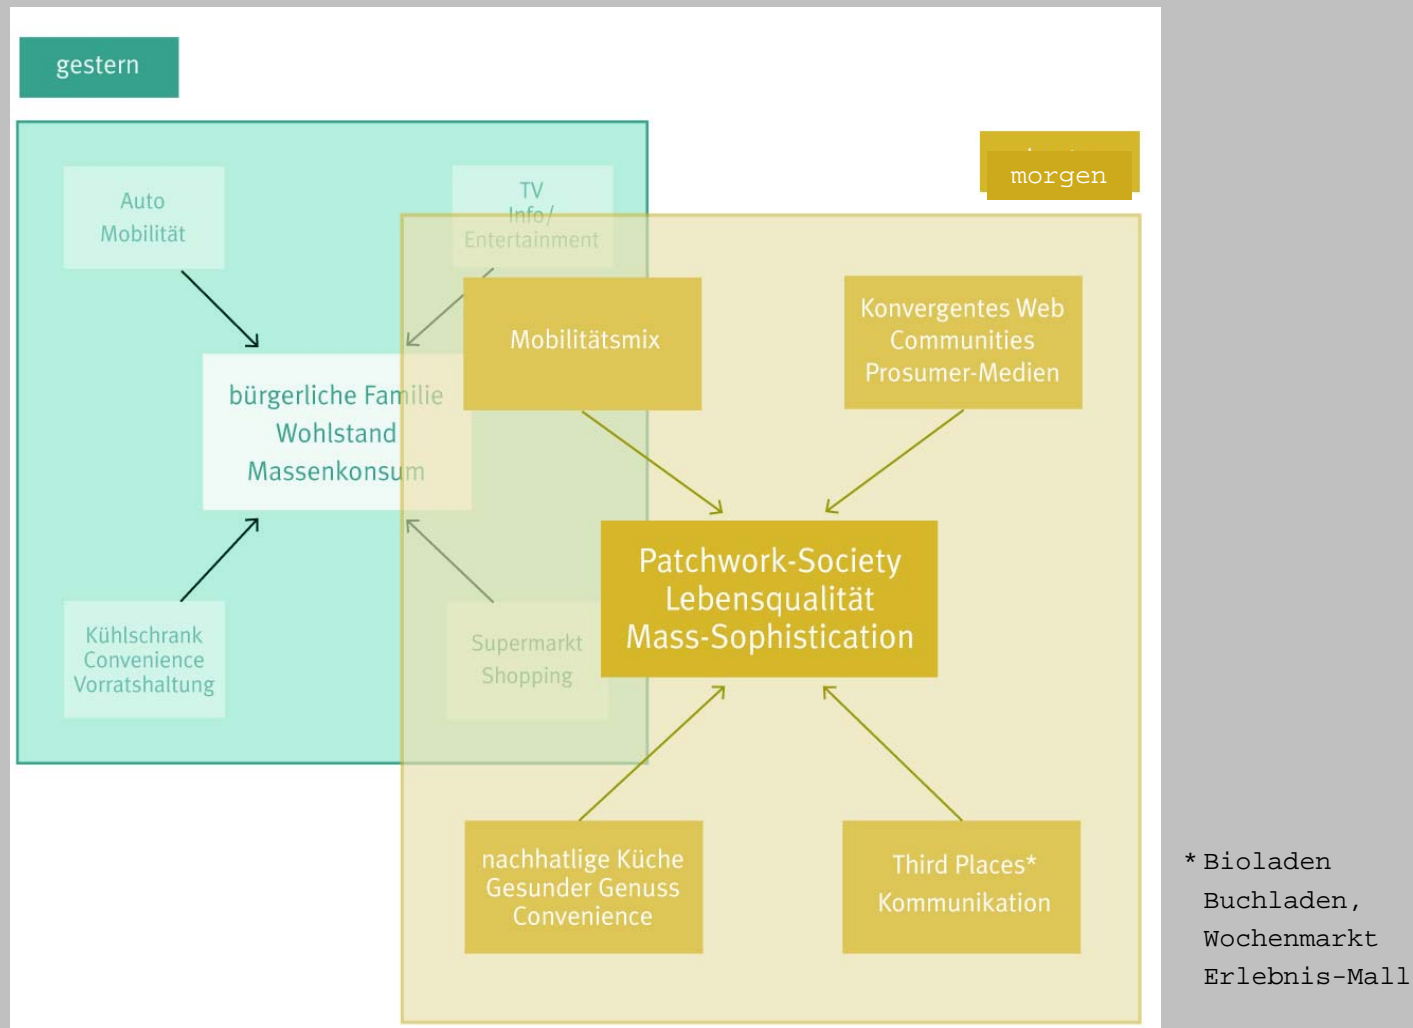 gestern
morgen
Auto
Mobilität
TV
Info/
Entertainment
bürgerliche Familie
Wohlstand
Massenkonsum
Kühlschrank
Convenience
Vorratshaltung
Supermarkt
Shopping
Mobilitätsmix
Konvergentes Web
Communities
Prosumer-Medien
Patchwork-Society
Lebensqualität
Mass-Sophistication
nachhatlige Küche
Gesunder Genuss
Convenience
Third Places*
Kommunikation
* Bioladen
Buchladen,
Wochenmarkt
Erlebnis-Mall